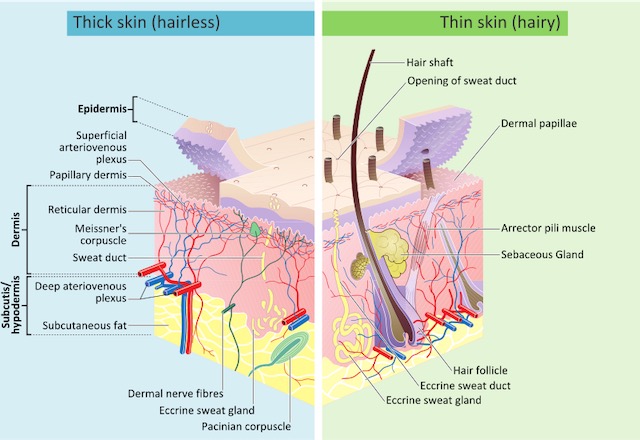 Thick skin (hairless)
Thin skin (hairy)
Epidermis
Superficial
arteriovenous
plexus
Papillary dermis
Reticular dermis
Meissner's
corpuscle
Sweat duct
Deep ateriovenous
plexus
Subcutaneous fat
Dermis
Subcutis/
hypodermis
Dermal nerve fibres
Eccrine sweat gland
Pacinian corpuscle
Hair shaft
Opening of sweat duct
Dermal papillae
Arrector pili muscle
Sebaceous Gland
Hair follicle
Eccrine sweat duct
Eccrine sweat gland